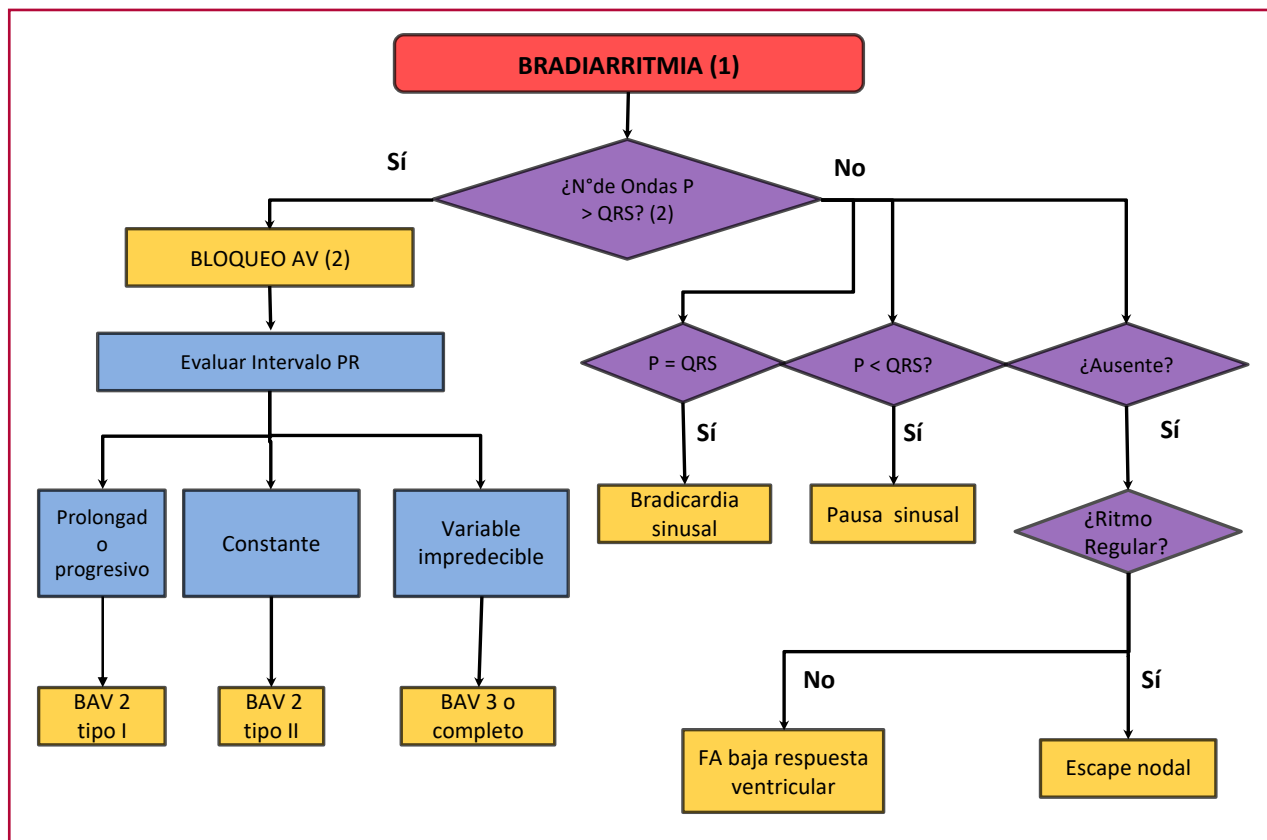 BRADIARRITMIA (1)
Sí
No
¿N°de Ondas P
> QRS? (2)
BLOQUEO AV (2)
Evaluar Intervalo PR
P = QRS
P < QRS?
¿Ausente?
Sí
Sí
Sí
Prolongad
o
progresivo
Constante
Variable
impredecible
Bradicardia
sinusal
Pausa sinusal
¿Ritmo
Regular?
No
Sí
BAV 2
tipo I
BAV 2
tipo II
BAV 3 o
completo
FA baja respuesta
ventricular
Escape nodal